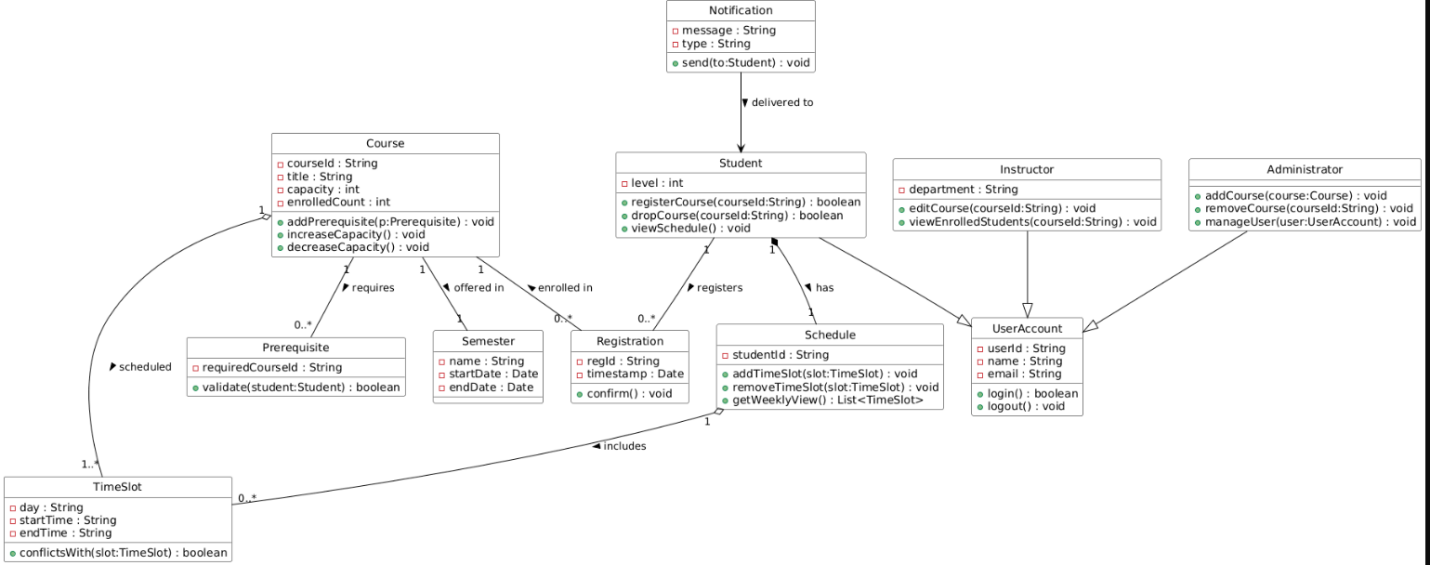 Notification
message : String
type : String
send(to:Student) : void
delivered to
Course
courseId : String
title : String
capacity : int
enrolledCount : int
addPrerequisite(p:Prerequisite) : void
increaseCapacity() : void
decreaseCapacity() : void
Student
level : int
registerCourse(courseId:String) : boolean
dropCourse(courseId:String) : boolean
viewSchedule() : void
Instructor
department : String
editCourse(courseId:String) : void
viewEnrolledStudents(courseId:String) : void
Administrator
addCourse(course:Course) : void
removeCourse(courseId:String) : void
manageUser(user:UserAccount) : void
1
1
1
1
1
1
requires
offered in
enrolled in
registers
has
0..*
1
0..*
0..*
1
scheduled
Prerequisite
requiredCourseId : String
validate(student:Student) : boolean
Semester
name : String
startDate : Date
endDate : Date
Registration
regId : String
timestamp : Date
confirm() : void
Schedule
studentId : String
addTimeSlot(slot:TimeSlot) : void
removeTimeSlot(slot:TimeSlot) : void
getWeeklyView() : List<TimeSlot>
UserAccount
userId : String
name : String
email : String
login() : boolean
logout() : void
1
includes
1..*
0..*
TimeSlot
day : String
startTime : String
endTime : String
conflictsWith(slot:TimeSlot) : boolean